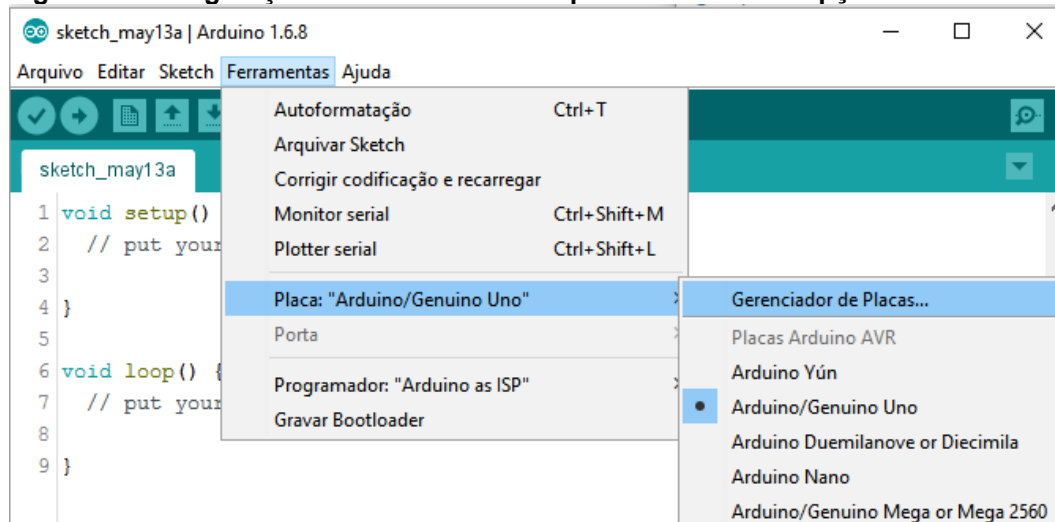 sketch_may13a | Arduino 1.6.8
Arquivo Editar Sketch Ferramentas Ajuda
sketch_may13a
Autoformatação Ctrl+T
Arquivar Sketch
Corrigir codificação e recarregar
Monitor serial Ctrl+Shift+M
Plotter serial Ctrl+Shift+L
Placa: "Arduino/Genuino Uno"
Porta
Programador: "Arduino as ISP"
Gravar Bootloader
Gerenciador de Placas...
Placas Arduino AVR
Arduino Yún
Arduino/Genuino Uno
Arduino Duemilanove or Diecimila
Arduino Nano
Arduino/Genuino Mega or Mega 2560
1 void setup()
2 // put your
3
4 }
5
6 void loop() {
7 // put your
8
9 }